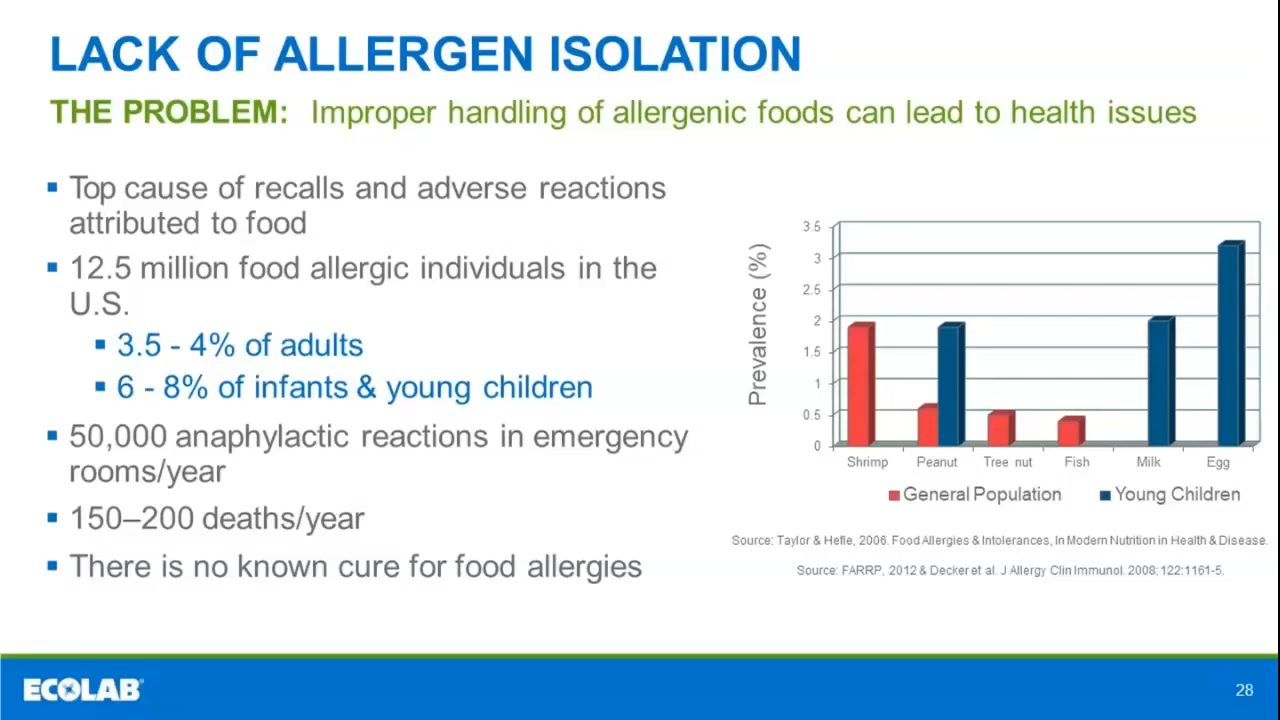 LACK OF ALLERGEN ISOLATION
THE PROBLEM: Improper handling of allergenic foods can lead to health issues
Top cause of recalls and adverse reactions
attributed to food
12.5 million food allergic individuals in the
U.S.
3.5 - 4% of adults
6 - 8% of infants & young children
50,000 anaphylactic reactions in emergency
rooms/year
150–200 deaths/year
There is no known cure for food allergies
Prevalence (%)
3.5
3
2.5
2
1.5
1
0.5
0
Shrimp Peanut Tree nut Fish Milk Egg
General Population Young Children
Source: Taylor & Hefle, 2006. Food Allergies & Intolerances, In Modern Nutrition in Health & Disease.
Source: FARRP, 2012 & Decker et al. J Allergy Clin Immunol. 2008;122:1161-5.
ECOLAB®
28